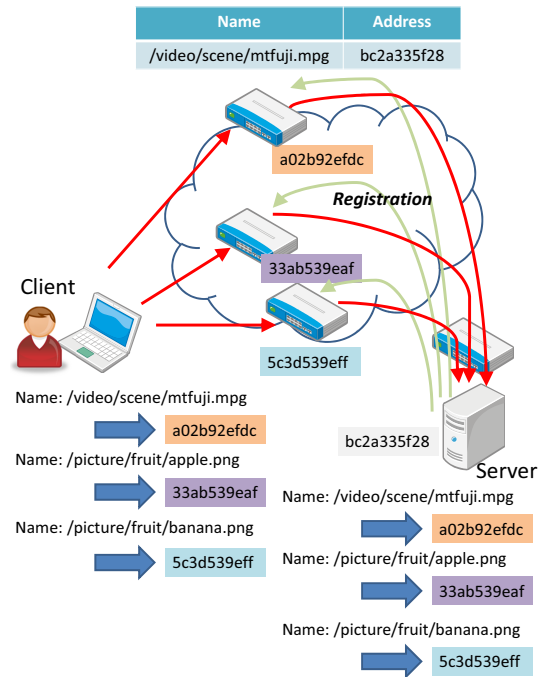 Name Address
/video/scene/mtfuji.mpg bc2a335f28
a02b92efdc
Registration
33ab539eaf
Client
5c3d539eff
Name: /video/scene/mtfuji.mpg
a02b92efdc
Name: /picture/fruit/apple.png
33ab539eaf
Name: /picture/fruit/banana.png
5c3d539eff
bc2a335f28
Server
Name: /video/scene/mtfuji.mpg
a02b92efdc
Name: /picture/fruit/apple.png
33ab539eaf
Name: /picture/fruit/banana.png
5c3d539eff